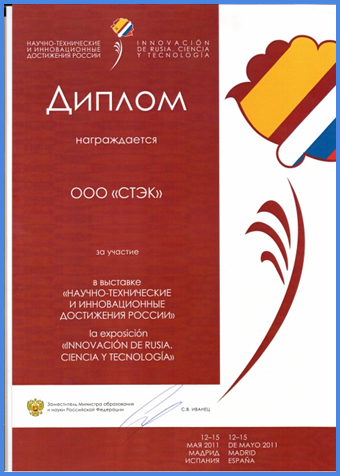 НАУЧНО-ТЕХНИЧЕСКИЕ
И ИННОВАЦИОННЫЕ
ДОСТИЖЕНИЯ РОССИИ
INNOVACIÓN
DE RUSIA, CIENCIA
Y TECNOLOGÍA
Диплом
награждается
ООО «СТЭК»
за участие
в выставке
«НАУЧНО-ТЕХНИЧЕСКИЕ
И ИННОВАЦИОННЫЕ
ДОСТИЖЕНИЯ РОССИИ»
la exposición
«INNOVACIÓN DE RUSIA,
CIENCIA Y TECNOLOGÍA»
Заместитель Министра образования
и науки Российской Федерации
С.В. ИВАНЕЦ
12–15
МАЯ 2011
МАДРИД
ИСПАНИЯ
12–15
DE MAYO 2011
MADRID
ESPAÑA